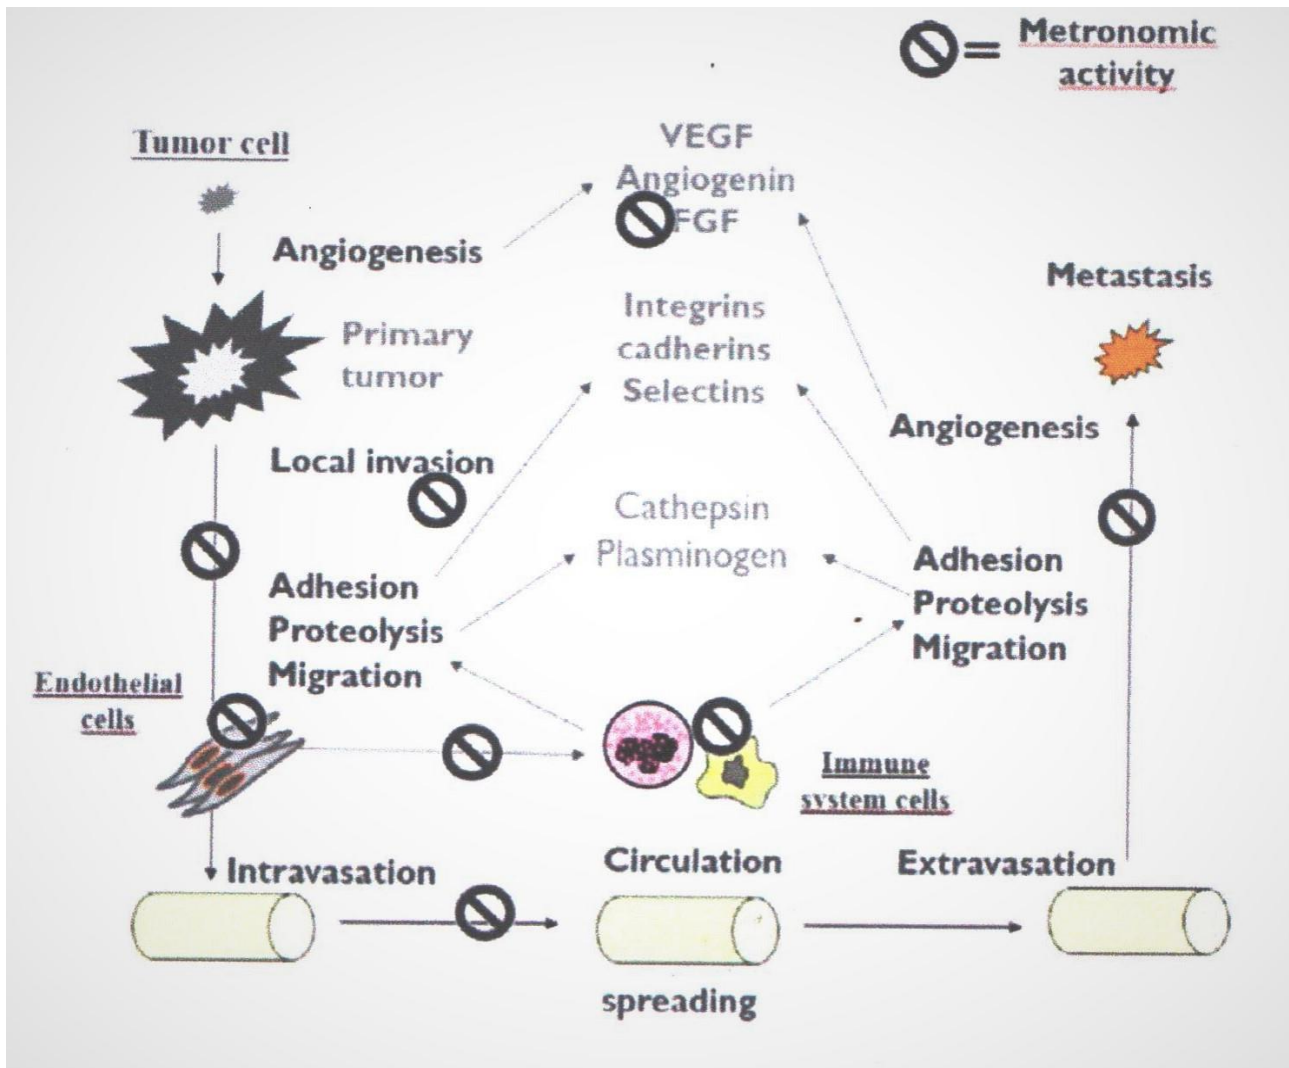 = Metronomic
activity
Tumor cell
VEGF
Angiogenin
FGF
Angiogenesis
Primary
tumor
Integrins
cadherins
Selectins
Metastasis
Local invasion
Angiogenesis
Cathepsin
Plasminogen
Adhesion
Proteolysis
Migration
Adhesion
Proteolysis
Migration
Endothelial
cells
Immune
system cells
Intravasation
Circulation
Extravasation
spreading